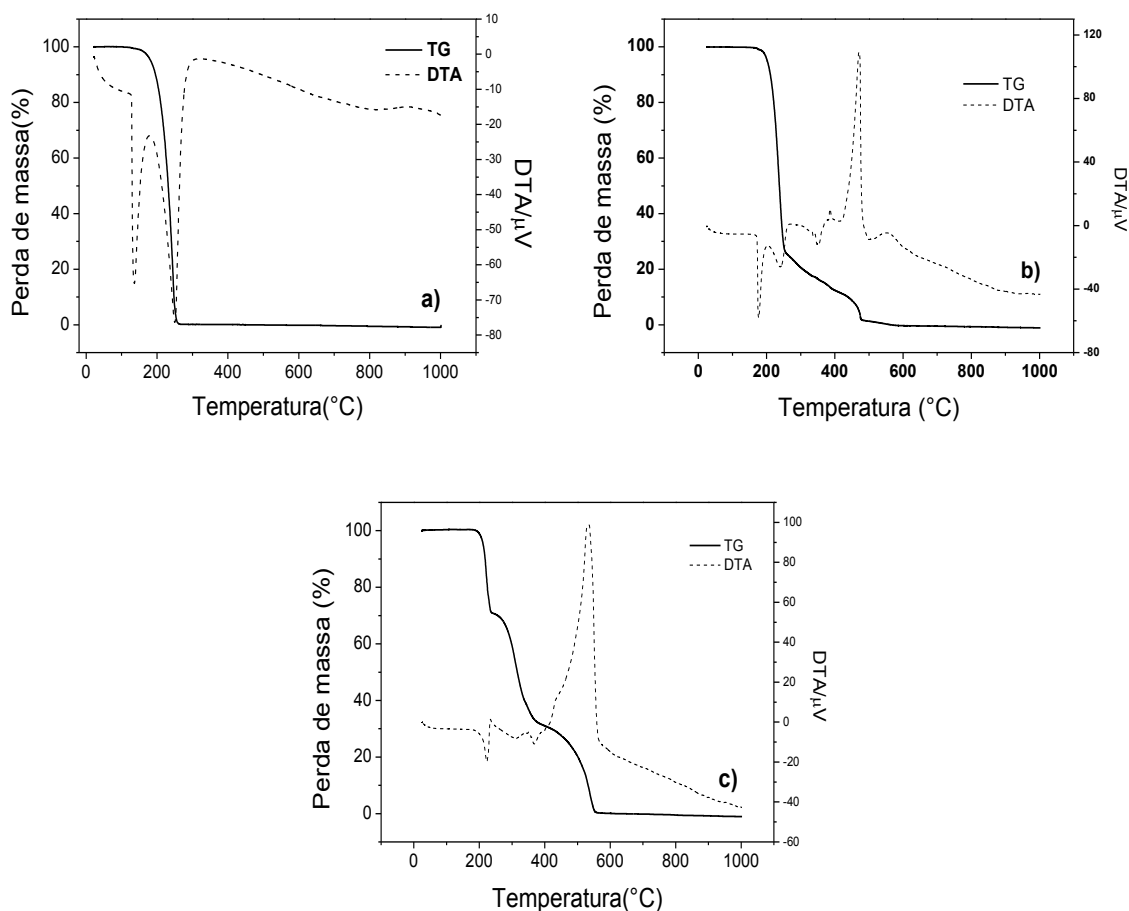 100
80
60
40
20
0
Perda de massa(%)
TG
DTA
a)
10
0
-10
-20
-30
-40
-50
-60
-70
-80
DTA/μV
0 200 400 600 800 1000
Temperatura(°C)
100
80
60
40
20
0
Perda de massa (%)
TG
DTA
b)
120
80
40
0
-40
-80
DTA/μV
0 200 400 600 800 1000
Temperatura (°C)
100
80
60
40
20
0
Perda de massa (%)
TG
DTA
c)
100
80
60
40
20
0
-20
-40
-60
DTA/μV
0 200 400 600 800 1000
Temperatura(°C)